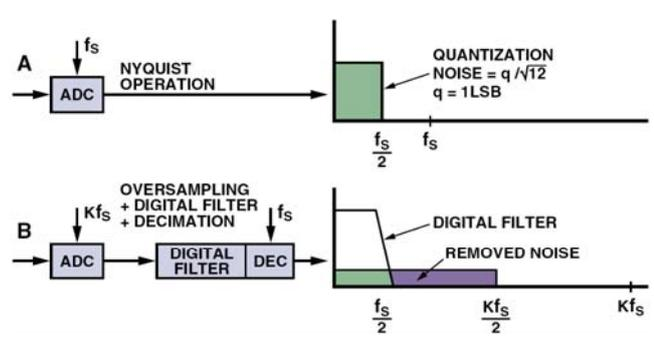 A
fS
ADC
NYQUIST
OPERATION
QUANTIZATION
NOISE = q /√12
q = 1LSB
fS
2
fS
B
KfS
OVERSAMPLING
+ DIGITAL FILTER
+ DECIMATION
fS
ADC
DIGITAL
FILTER
DEC
DIGITAL FILTER
REMOVED NOISE
fS
2
KfS
2
KfS